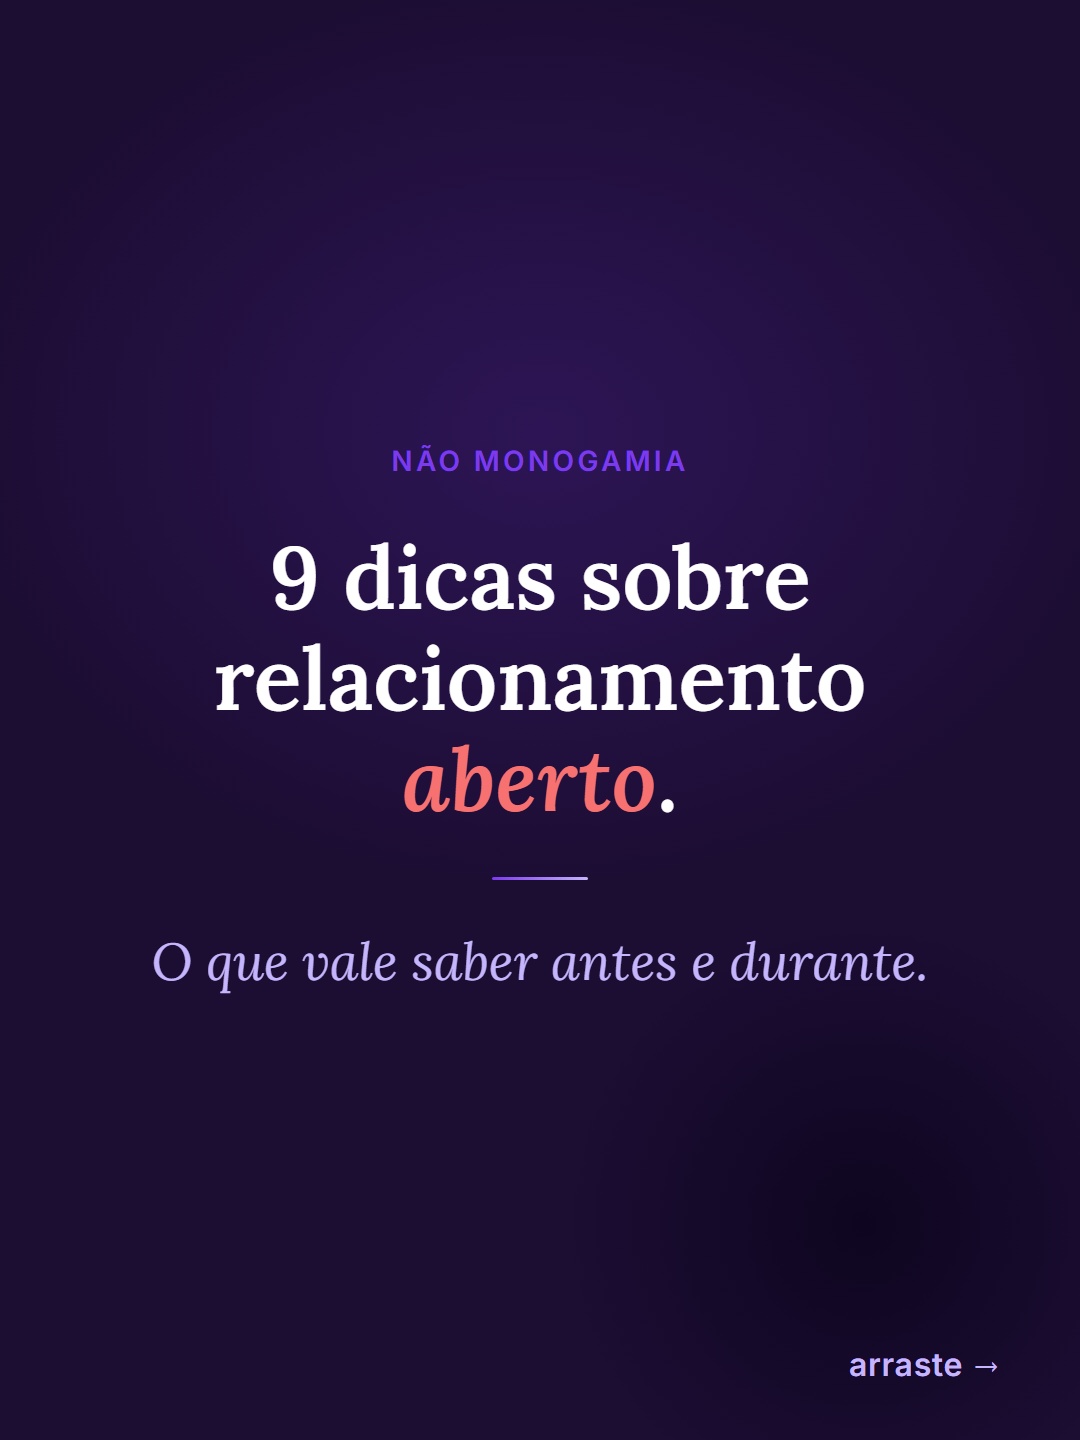 NÃO MONOGAMIA
9 dicas sobre
relacionamento
aberto.
O que vale saber antes e durante.
arraste →